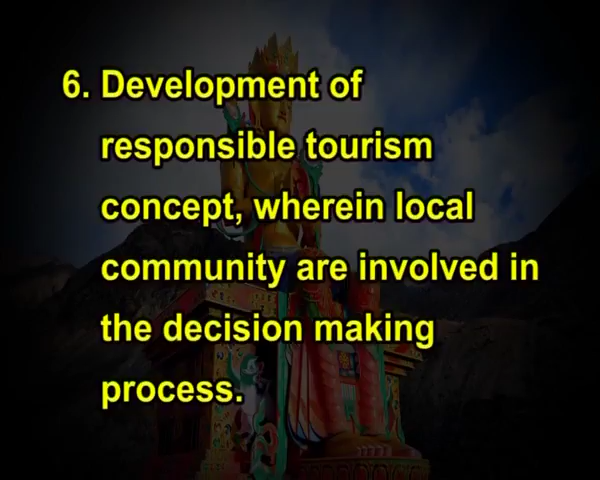 6. Development of
responsible tourism
concept, wherein local
community are involved in
the decision making
process.